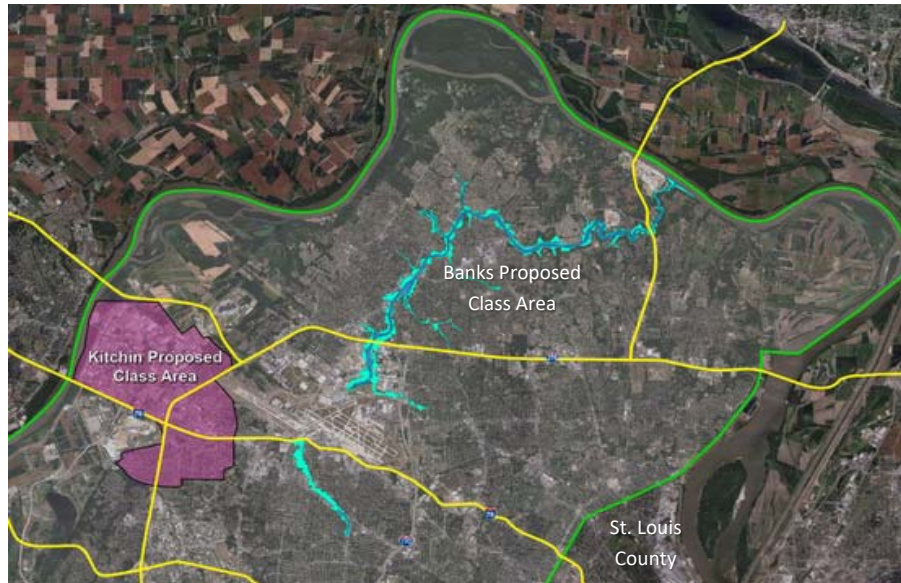 Banks Proposed
Class Area
Kitchin Proposed
Class Area
St. Louis
County